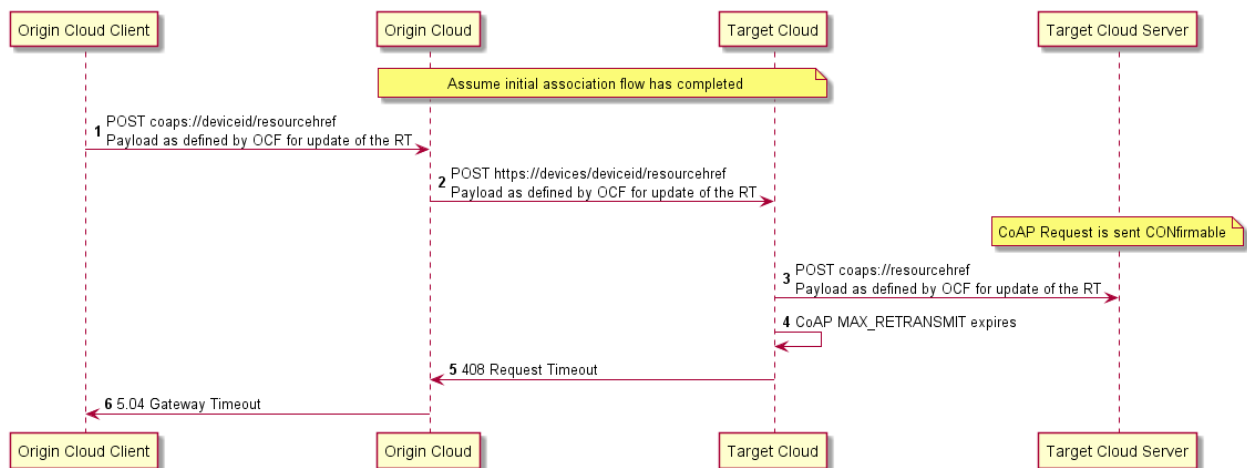 Origin Cloud Client
Origin Cloud
Target Cloud
Target Cloud Server
Assume initial association flow has completed
1 POST coaps://deviceid/resourcehref
Payload as defined by OCF for update of the RT
2 POST https://devices/deviceid/resourcehref
Payload as defined by OCF for update of the RT
CoAP Request is sent CONfirmable
3 POST coaps://resourcehref
Payload as defined by OCF for update of the RT
4 CoAP MAX_RETRANSMIT expires
5 408 Request Timeout
6 5.04 Gateway Timeout
Origin Cloud Client
Origin Cloud
Target Cloud
Target Cloud Server